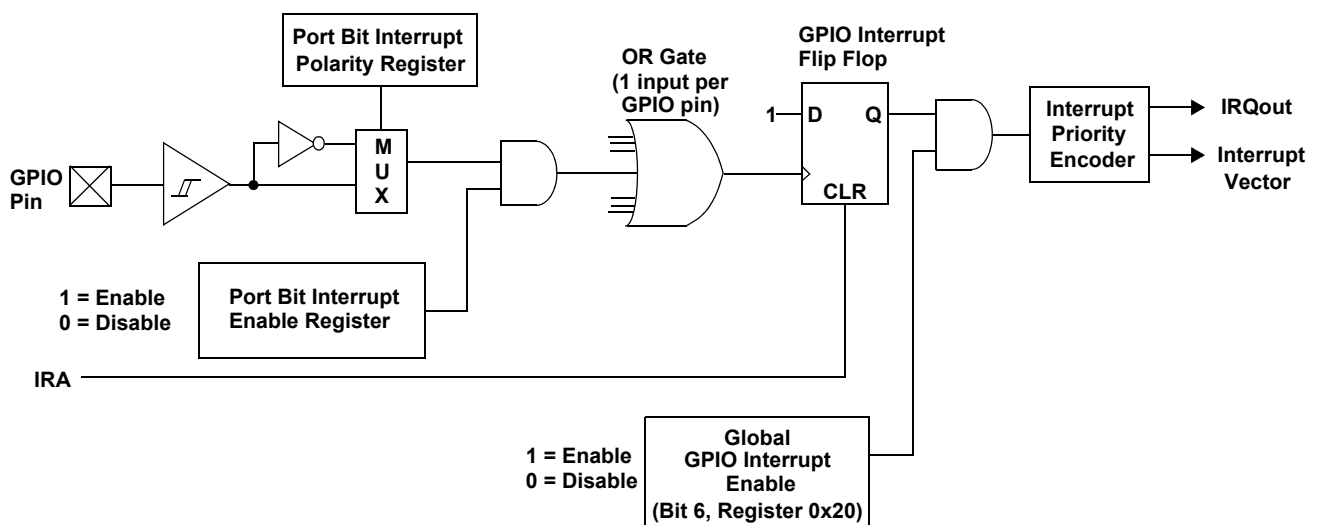 Port Bit Interrupt
Polarity Register
OR Gate
(1 input per
GPIO pin)
GPIO Interrupt
Flip Flop
M
U
X
1
D
Q
CLR
Interrupt
Priority
Encoder
IRQout
Interrupt
Vector
GPIO
Pin
1 = Enable
0 = Disable
Port Bit Interrupt
Enable Register
IRA
1 = Enable
0 = Disable
Global
GPIO Interrupt
Enable
(Bit 6, Register 0x20)